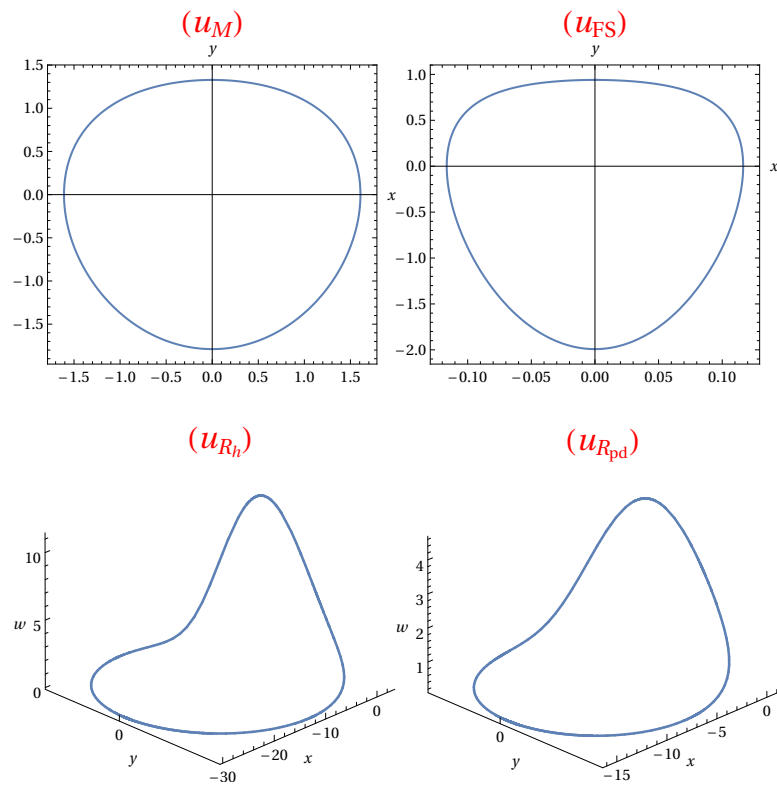 (u_M)
y
1.5
1.0
0.5
0.0
−0.5
−1.0
−1.5
−1.5 −1.0 −0.5 0.0 0.5 1.0 1.5
x
(u_FS)
y
1.0
0.5
0.0
−0.5
−1.0
−1.5
−2.0
−0.10 −0.05 0.00 0.05 0.10
x
(u_{R_h})
10
w 5
0
0
y
−30
−20
−10
0
x
(u_{R_pd})
4
3
w 2
1
0
y
−15
−10
−5
0
x